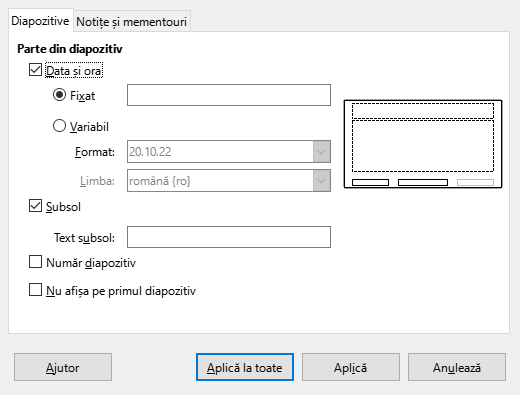 Diapozitive Notițe și mementouri
Parte din diapozitiv
Data și ora
Fixat
Variabil
Format: 20.10.22
Limba: română {ro}
Subsol
Text subsol:
Număr diapozitiv
Nu afișa pe primul diapozitiv
Ajutor Aplică la toate Aplică Anulează